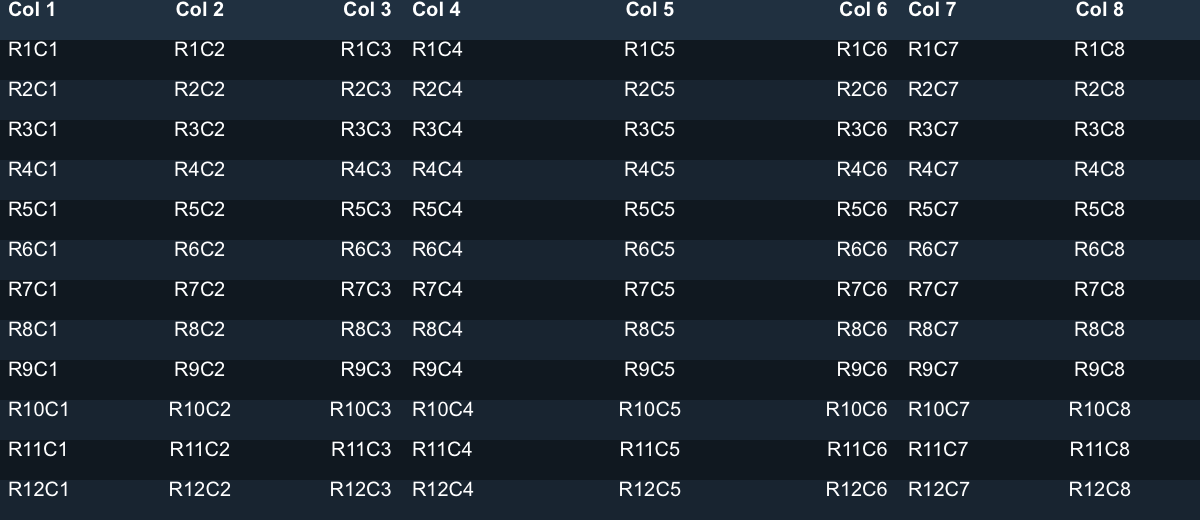 Col 1 Col 2 Col 3 Col 4 Col 5 Col 6 Col 7 Col 8
R1C1 R1C2 R1C3 R1C4 R1C5 R1C6 R1C7 R1C8
R2C1 R2C2 R2C3 R2C4 R2C5 R2C6 R2C7 R2C8
R3C1 R3C2 R3C3 R3C4 R3C5 R3C6 R3C7 R3C8
R4C1 R4C2 R4C3 R4C4 R4C5 R4C6 R4C7 R4C8
R5C1 R5C2 R5C3 R5C4 R5C5 R5C6 R5C7 R5C8
R6C1 R6C2 R6C3 R6C4 R6C5 R6C6 R6C7 R6C8
R7C1 R7C2 R7C3 R7C4 R7C5 R7C6 R7C7 R7C8
R8C1 R8C2 R8C3 R8C4 R8C5 R8C6 R8C7 R8C8
R9C1 R9C2 R9C3 R9C4 R9C5 R9C6 R9C7 R9C8
R10C1 R10C2 R10C3 R10C4 R10C5 R10C6 R10C7 R10C8
R11C1 R11C2 R11C3 R11C4 R11C5 R11C6 R11C7 R11C8
R12C1 R12C2 R12C3 R12C4 R12C5 R12C6 R12C7 R12C8